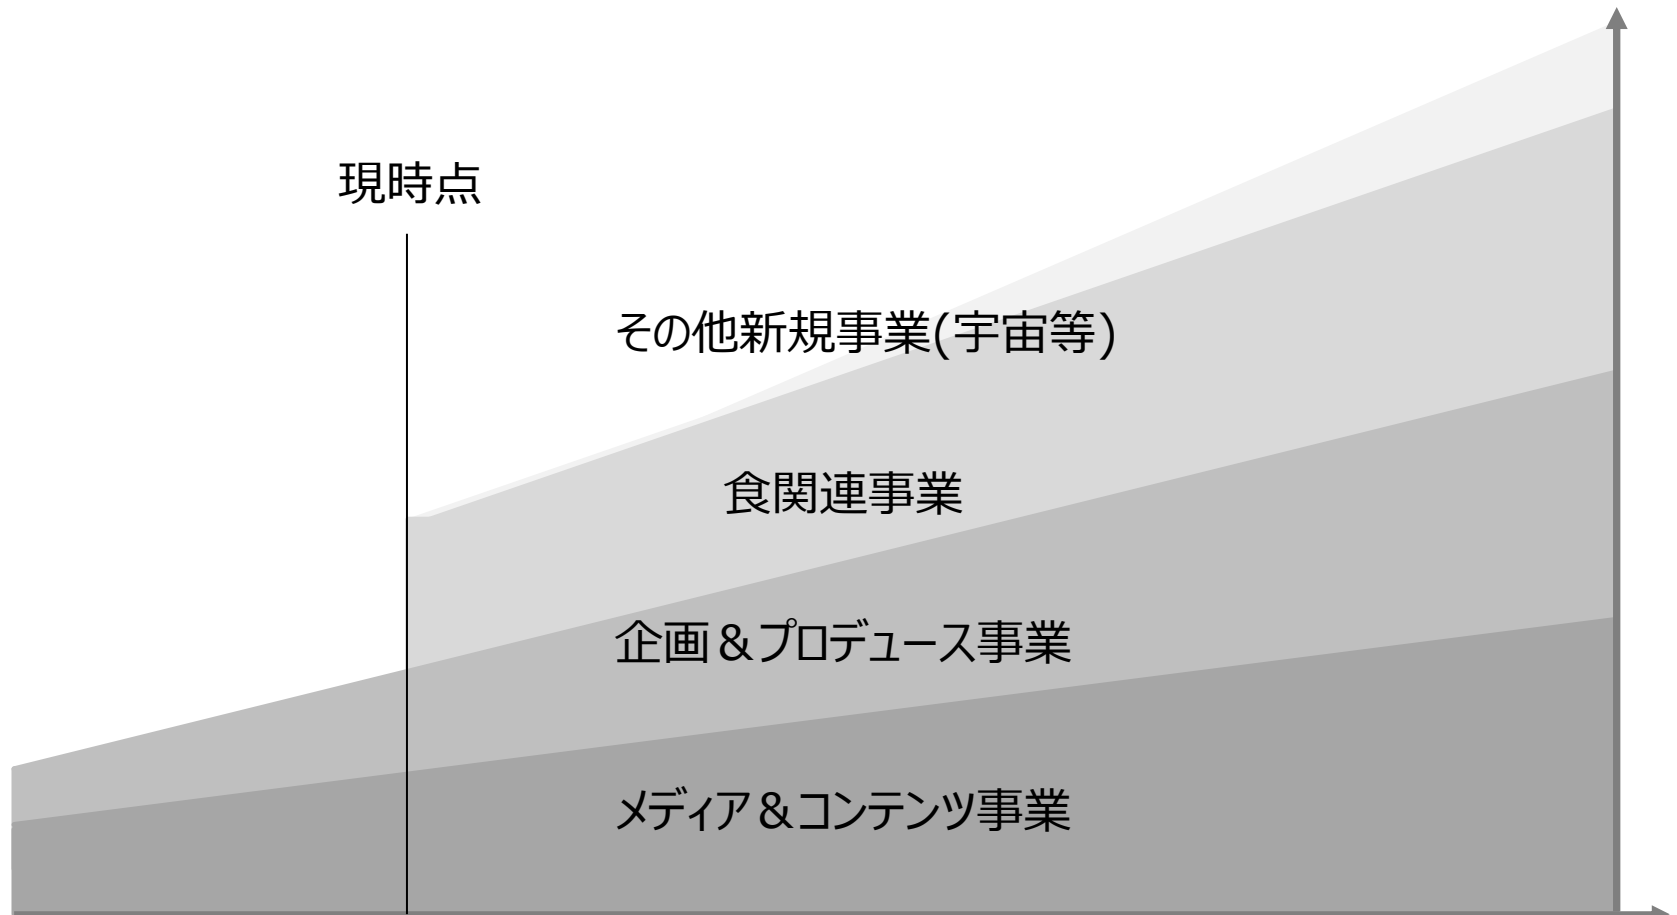 現時点
その他新規事業(宇宙等)
食関連事業
企画＆プロデュース事業
メディア＆コンテンツ事業